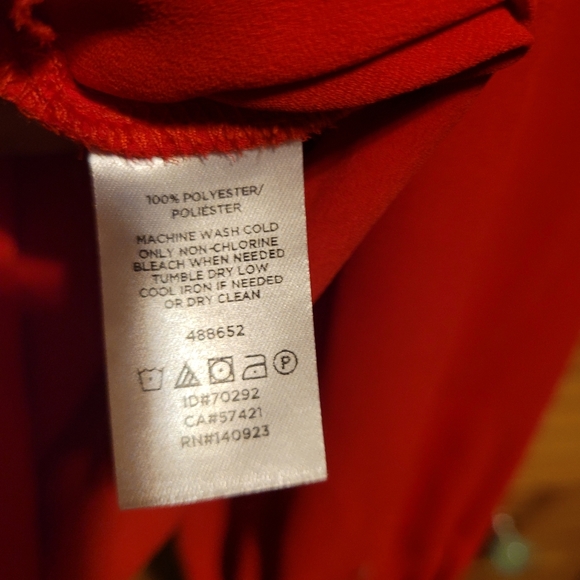 100% POLYESTER/
POLIÉSTER
MACHINE WASH COLD
ONLY NON-CHLORINE
BLEACH WHEN NEEDED
TUMBLE DRY LOW
COOL IRON IF NEEDED
OR DRY CLEAN
488652
P
ID#70292
CA#57421
RN#140923